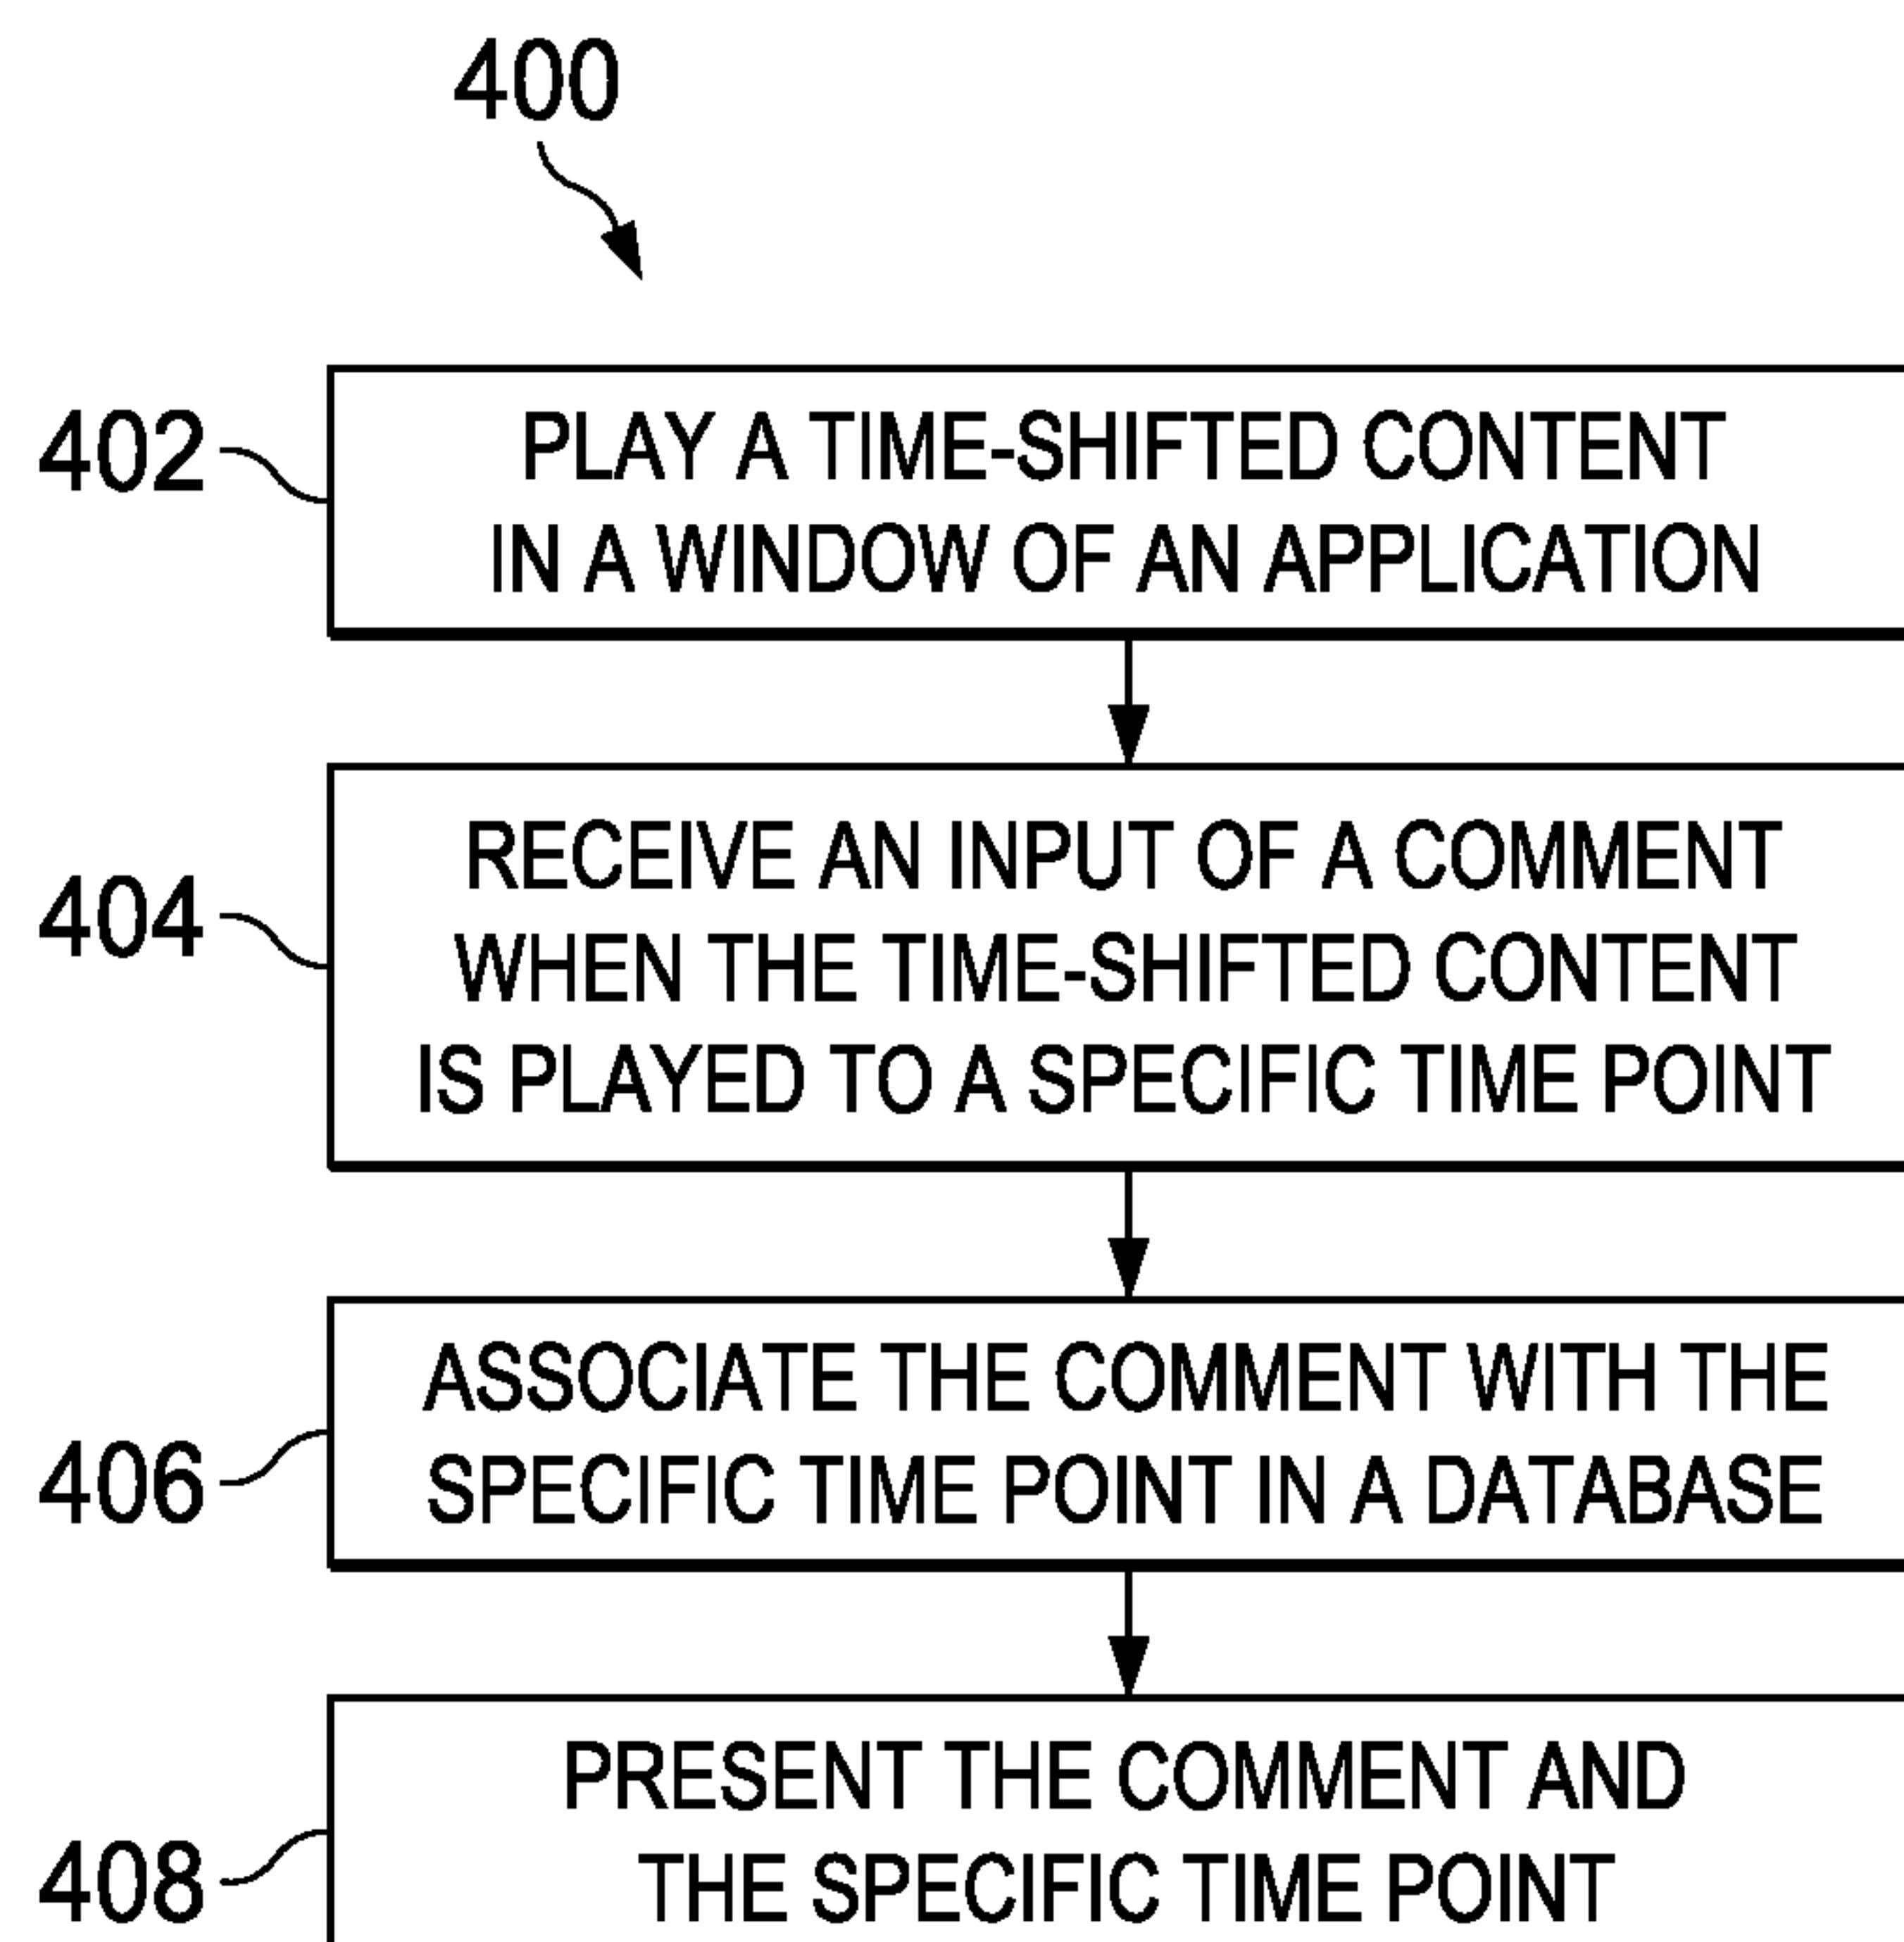 400
402
PLAY A TIME-SHIFTED CONTENT
IN A WINDOW OF AN APPLICATION
404
RECEIVE AN INPUT OF A COMMENT
WHEN THE TIME-SHIFTED CONTENT
IS PLAYED TO A SPECIFIC TIME POINT
406
ASSOCIATE THE COMMENT WITH THE
SPECIFIC TIME POINT IN A DATABASE
408
PRESENT THE COMMENT AND
THE SPECIFIC TIME POINT